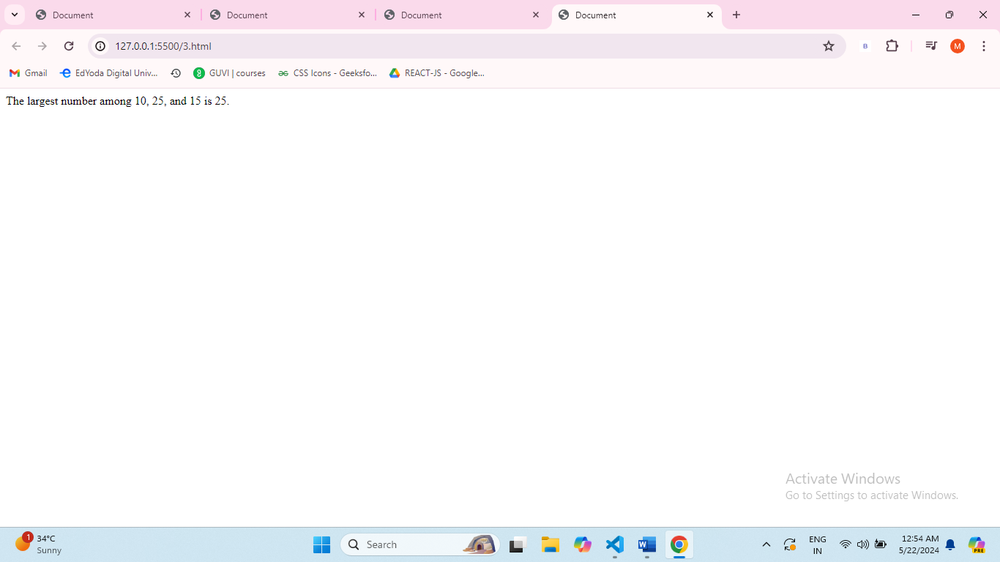 Document
Document
Document
Document
127.0.0.1:5500/3.html
B
M
Gmail
EdYoda Digital Univ...
GUVI | courses
CSS Icons - Geeksfo...
REACT-JS - Google...
The largest number among 10, 25, and 15 is 25.
Activate Windows
Go to Settings to activate Windows.
1
34°C
Sunny
Search
W
ENG
IN
12:54 AM
5/22/2024
PRE